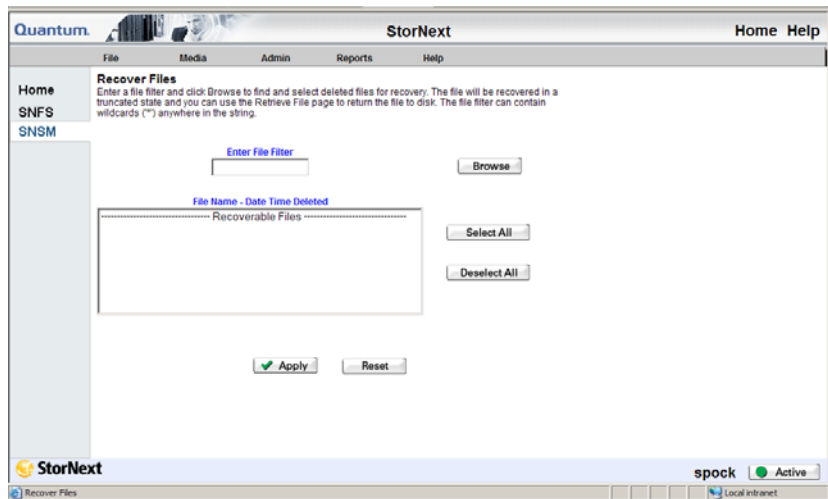 Quantum. StorNext Home Help
File Media Admin Reports Help
Home
SNFS
SNSM
Recover Files
Enter a file filter and click Browse to find and select deleted files for recovery. The file will be recovered in a
truncated state and you can use the Retrieve File page to return the file to disk. The file filter can contain
wildcards ('*') anywhere in the string.
Enter File Filter
Browse
File Name - Date Time Deleted
---------------------------------- Recoverable Files ----------------------------------
Select All
Deselect All
Apply Reset
StorNext
spock Active
Recover Files Local intranet